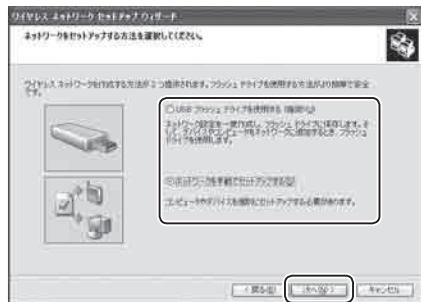 ワイヤレス ネットワーク セットアップ ウィザード
ネットワークをセットアップする方法を選択してください。
ワイヤレス ネットワークを作成する方法が 2 つ提供されます。フラッシュ ドライブを使用する方法がより簡単で安全
です。
USB フラッシュ ドライブを使用する (推奨)(U)
ネットワーク設定を一度作成し、フラッシュ ドライブに保存します。そ
して、デバイスやコンピュータをネットワークに追加するとき、フラッシュ
ドライブを使用します。
ネットワークを手動でセットアップする(S)
コンピュータやデバイスを個別にセットアップする必要があります。
< 戻る(B)
次へ(N) >
キャンセル